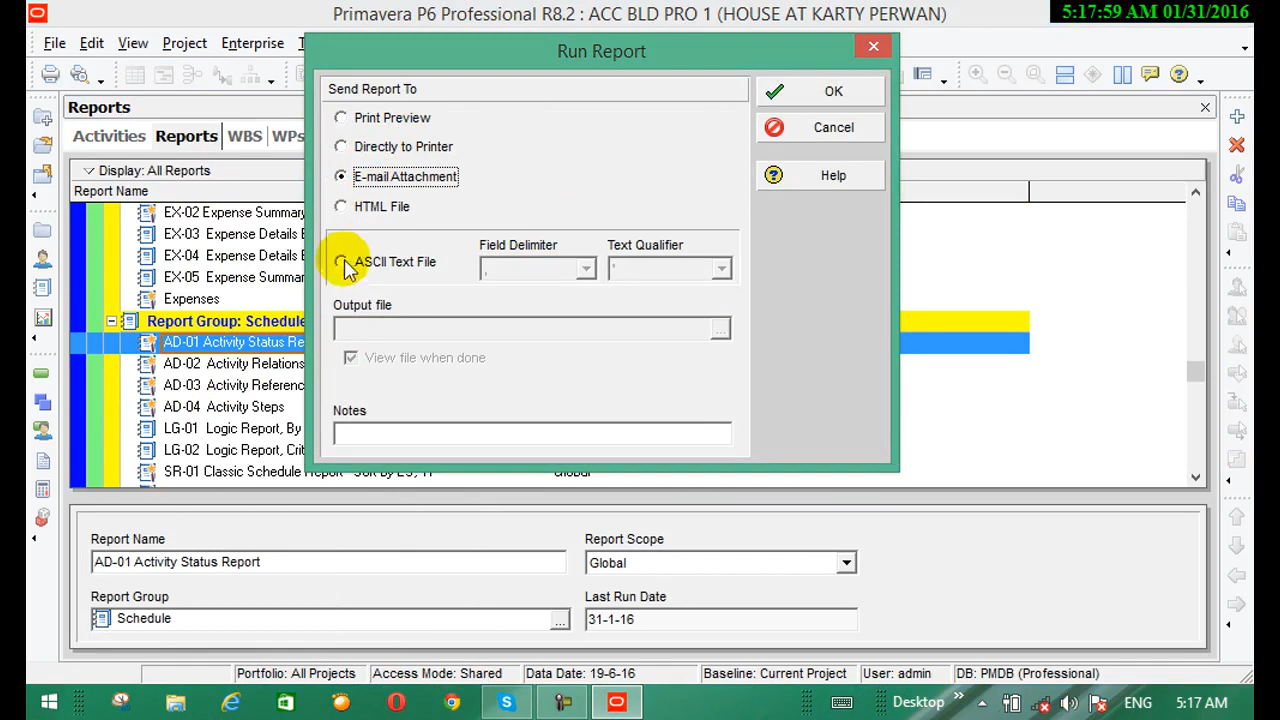 Primavera P6 Professional R8.2 : ACC BLD PRO 1 (HOUSE AT KARTY PERWAN)
5:17:59 AM 01/31/2016
File Edit View Project Enterprise
Run Report
Reports
Activities Reports WBS WPs
Display: All Reports
Report Name
EX-02 Expense Summary
EX-03 Expense Details
EX-04 Expense Details
EX-05 Expense Summ
Expenses
Report Group: Schedule
AD-01 Activity Status Re
AD-02 Activity Relations
AD-03 Activity Referenc
AD-04 Activity Steps
LG-01 Logic Report, By
LG-02 Logic Report, Crit
SR-01 Classic Schedule Report - Sort by ES, TF
Global
Send Report To
Print Preview
Directly to Printer
E-mail Attachment
HTML File
ASCII Text File
Field Delimiter
,
Text Qualifier
'
Output file
...
View file when done
Notes
OK
Cancel
Help
Report Name
AD-01 Activity Status Report
Report Scope
Global
Report Group
Schedule
...
Last Run Date
31-1-16
Portfolio: All Projects
Access Mode: Shared
Data Date: 19-6-16
Baseline: Current Project
User: admin
DB: PMDB (Professional)
Desktop
ENG
5:17 AM